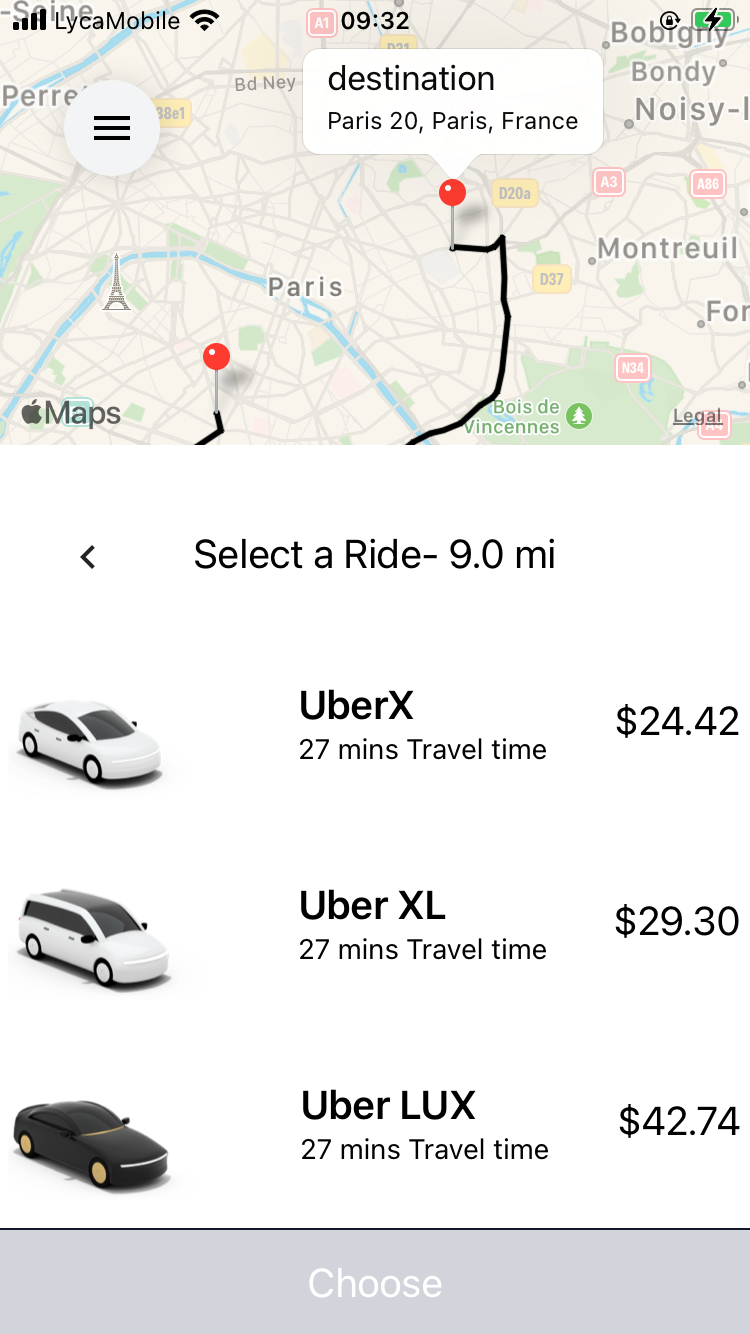 -Seine
LycaMobile
09:32
A1
D21
Bobigny
Bondy
Bd Ney
Perre
38e1
Noisy-l
destination
Paris 20, Paris, France
A3
A86
D20a
Montreuil
D37
Paris
For
N34
Bois de
Vincennes
Maps
Legal
A4
Select a Ride- 9.0 mi
UberX
27 mins Travel time
$24.42
Uber XL
27 mins Travel time
$29.30
Uber LUX
27 mins Travel time
$42.74
Choose